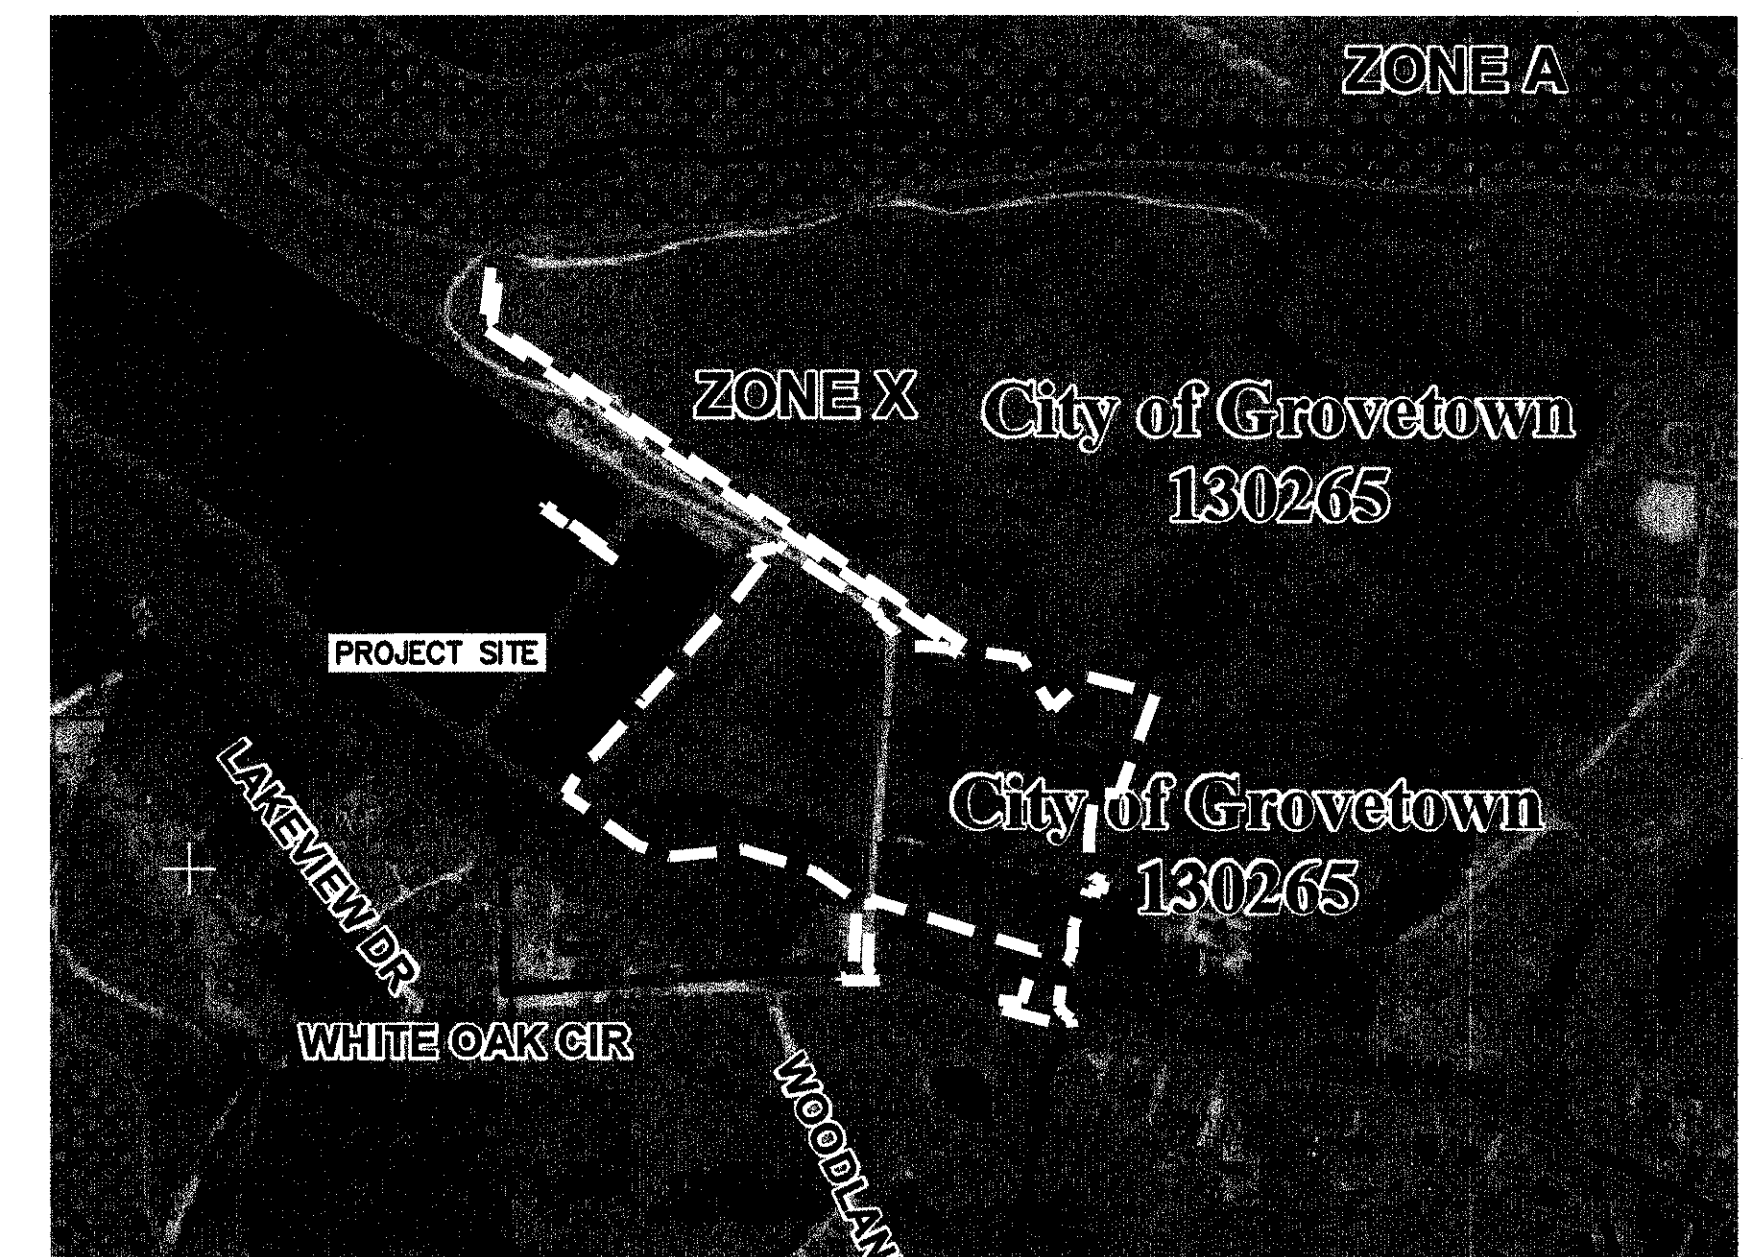 ZONE A
ZONE X
City of Grovetown
130265
PROJECT SITE
City of Grovetown
130265
LAKEVIEW DR
WHITE OAK CIR
WOODLAN